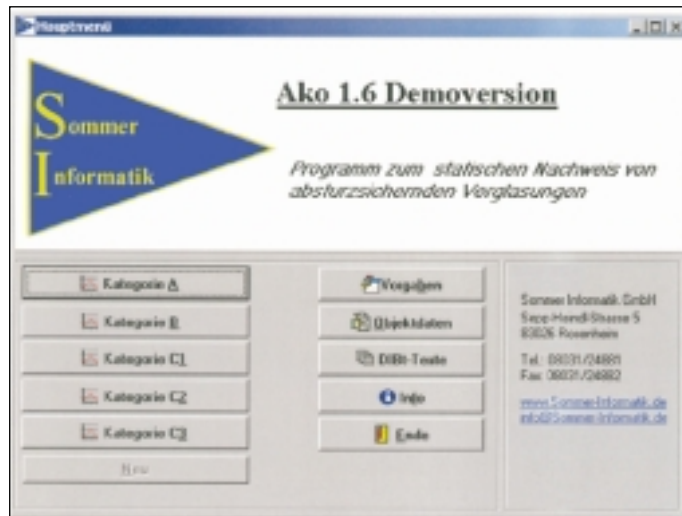 Hauptmenü
Sommer
Informatik
Ako 1.6 Demoversion
Programm zum statischen Nachweis von
absturzsichernden Verglasungen
Kategorie A
Kategorie B
Kategorie C1
Kategorie C2
Kategorie C3
Neu
Vorgaben
Objektdaten
DIBt-Texte
Info
Ende
Sommer Informatik GmbH
Sepp-Heindl-Strasse 5
83026 Rosenheim
Tel.: 08031/24881
Fax: 08031/24882
www.Sommer-Informatik.de
info@Sommer-Informatik.de